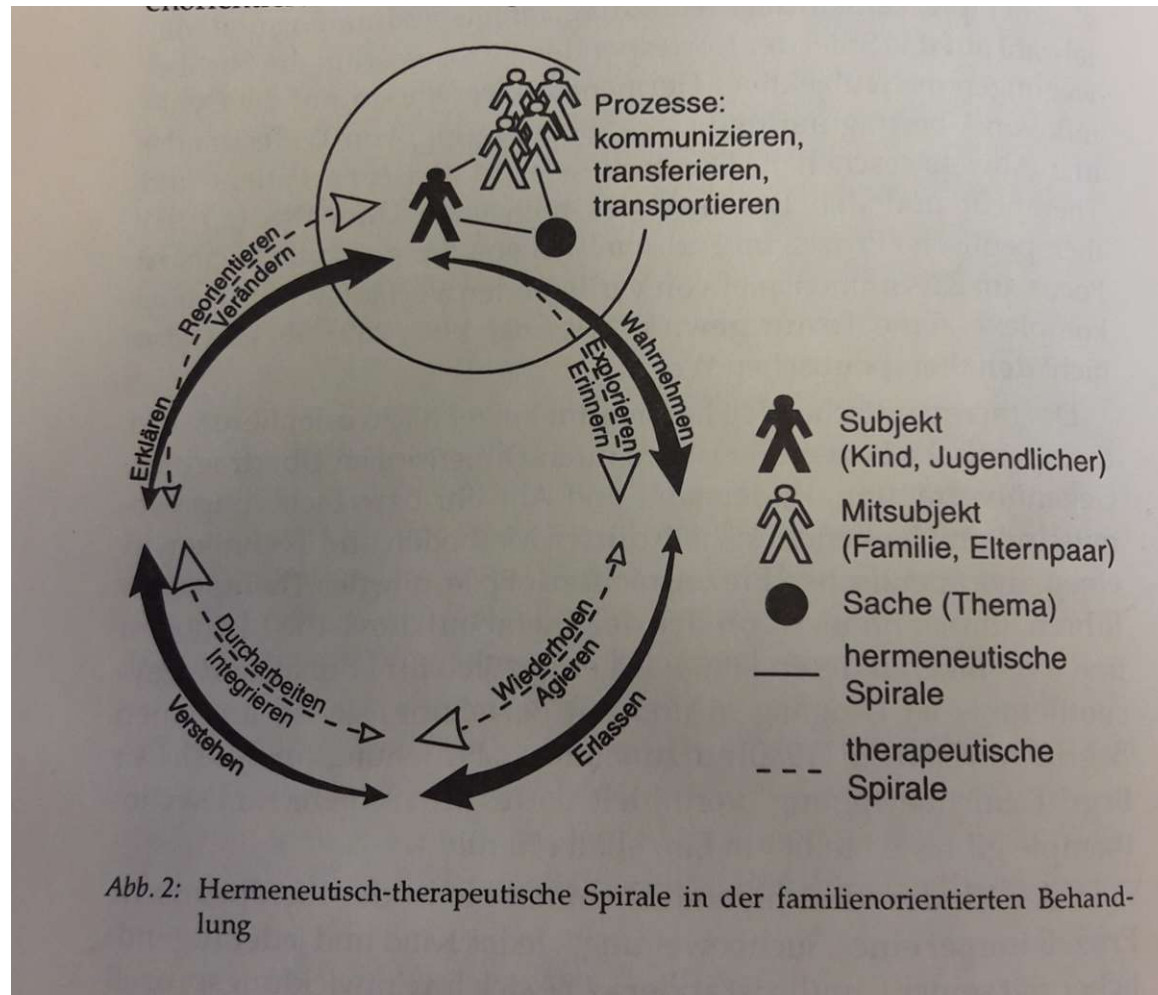 Prozesse:
kommunizieren,
transferieren,
transportieren
Reorientieren
Verändern
Erklären
Wahrnehmen
Explorieren
Erinnern
Wiederholen
Agieren
Erlassen
Durcharbeiten
Integrieren
Verstehen
Subjekt
(Kind, Jugendlicher)
Mitsubjekt
(Familie, Elternpaar)
Sache (Thema)
hermeneutische
Spirale
therapeutische
Spirale
Abb. 2: Hermeneutisch-therapeutische Spirale in der familienorientierten Behand-
lung